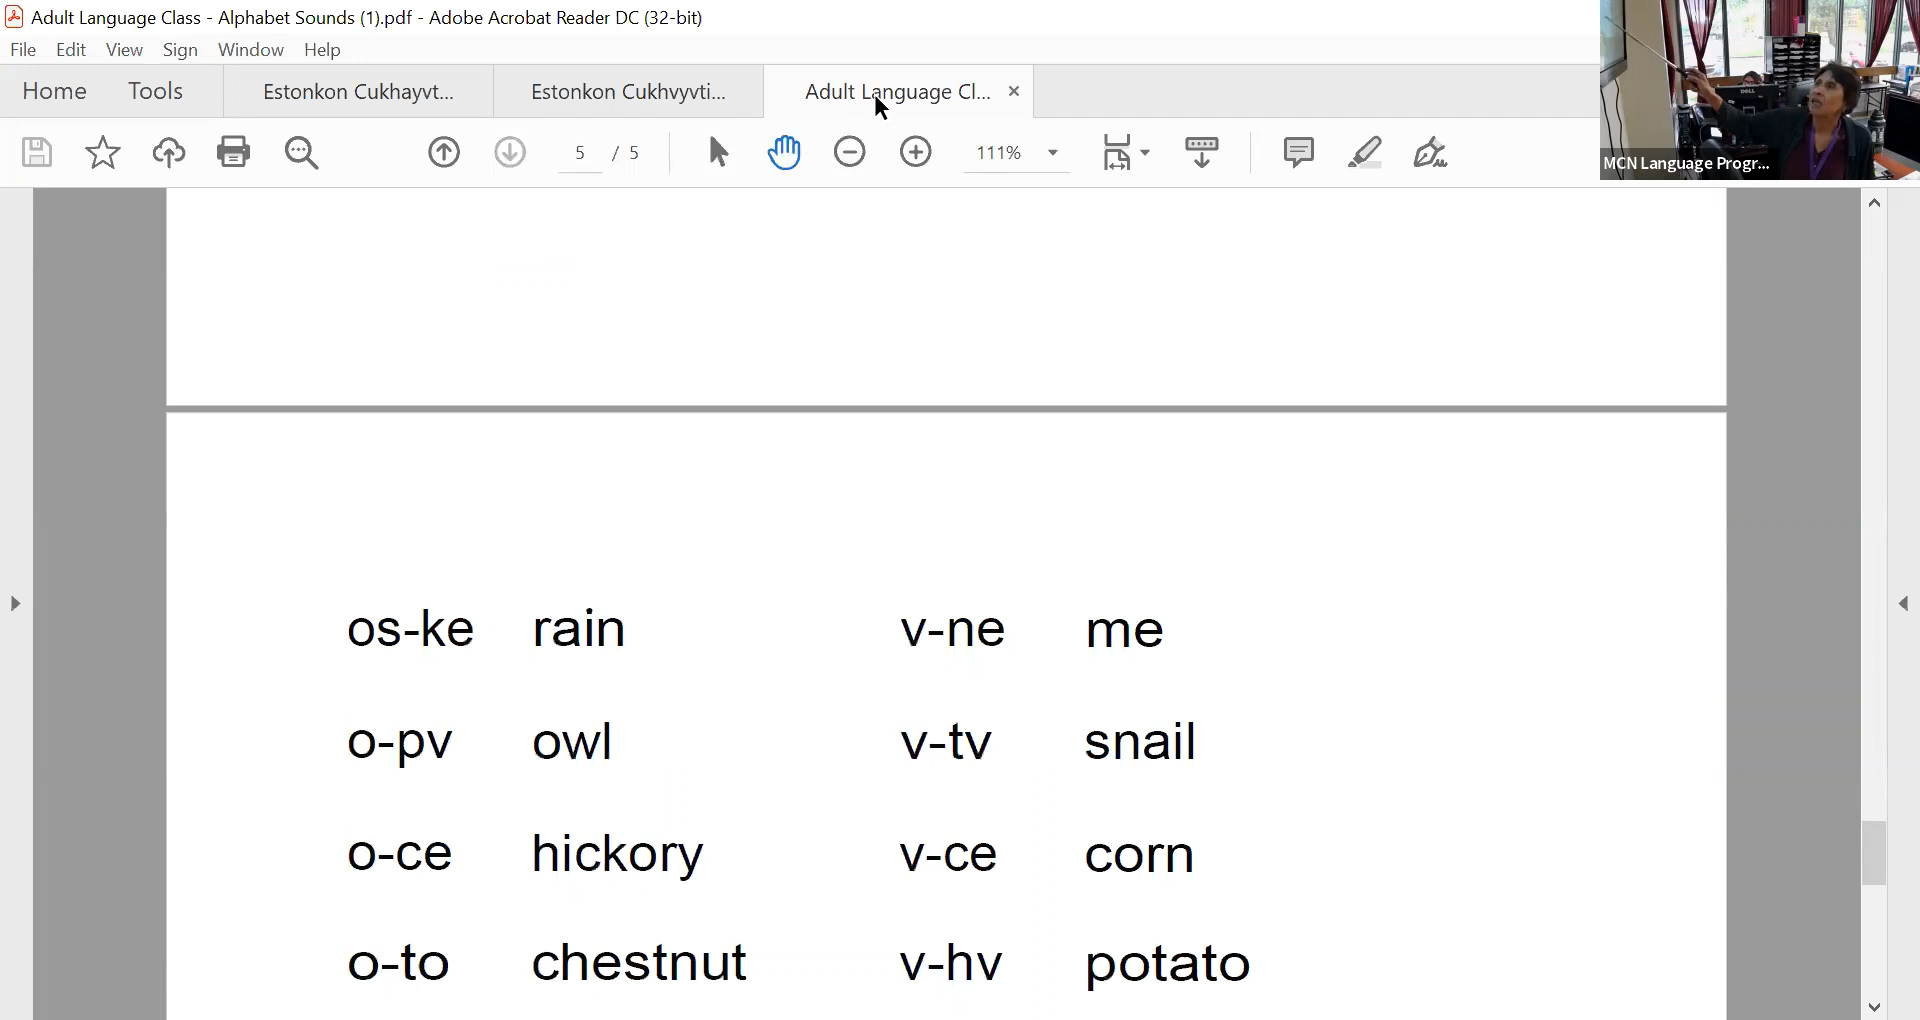 Adult Language Class - Alphabet Sounds (1).pdf - Adobe Acrobat Reader DC (32-bit)
File Edit View Sign Window Help
Home Tools Estonkon Cukhayvt... Estonkon Cukhvyvti... Adult Language Cl... ×
5 / 5 111%
MCN Language Progr...
DELL
os-ke rain v-ne me
o-pv owl v-tv snail
o-ce hickory v-ce corn
o-to chestnut v-hv potato